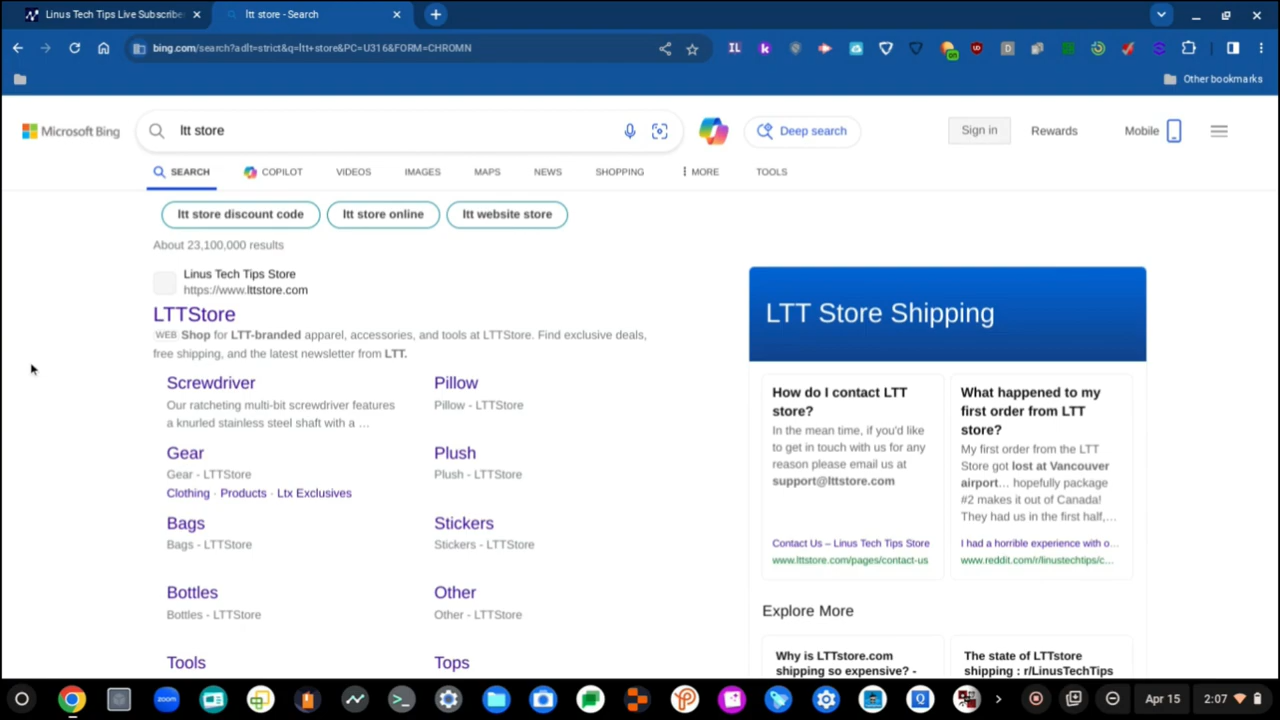 Linus Tech Tips Live Subscribe
ltt store - Search
bing.com/search?adlt=strict&q=ltt+store&PC=U316&FORM=CHROMN
Other bookmarks
Microsoft Bing
ltt store
Deep search
Sign in
Rewards
Mobile
SEARCH
COPILOT
VIDEOS
IMAGES
MAPS
NEWS
SHOPPING
MORE
TOOLS
ltt store discount code
ltt store online
ltt website store
About 23,100,000 results
Linus Tech Tips Store
https://www.lttstore.com
LTTStore
WEB Shop for LTT-branded apparel, accessories, and tools at LTTStore. Find exclusive deals,
free shipping, and the latest newsletter from LTT.
Screwdriver
Our ratcheting multi-bit screwdriver features
a knurled stainless steel shaft with a …
Pillow
Pillow - LTTStore
Gear
Gear - LTTStore
Clothing · Products · Ltx Exclusives
Plush
Plush - LTTStore
Bags
Bags - LTTStore
Stickers
Stickers - LTTStore
Bottles
Bottles - LTTStore
Other
Other - LTTStore
Tools
Tops
LTT Store Shipping
How do I contact LTT
store?
In the mean time, if you'd like
to get in touch with us for any
reason please email us at
support@lttstore.com
Contact Us – Linus Tech Tips Store
www.lttstore.com/pages/contact-us
What happened to my
first order from LTT
store?
My first order from the LTT
Store got lost at Vancouver
airport… hopefully package
#2 makes it out of Canada!
They had us in the first half,…
I had a horrible experience with o…
www.reddit.com/r/linustechtips/c…
Explore More
Why is LTTstore.com
shipping so expensive? -
The state of LTTstore
shipping : r/LinusTechTips
zoom
Apr 15
2:07